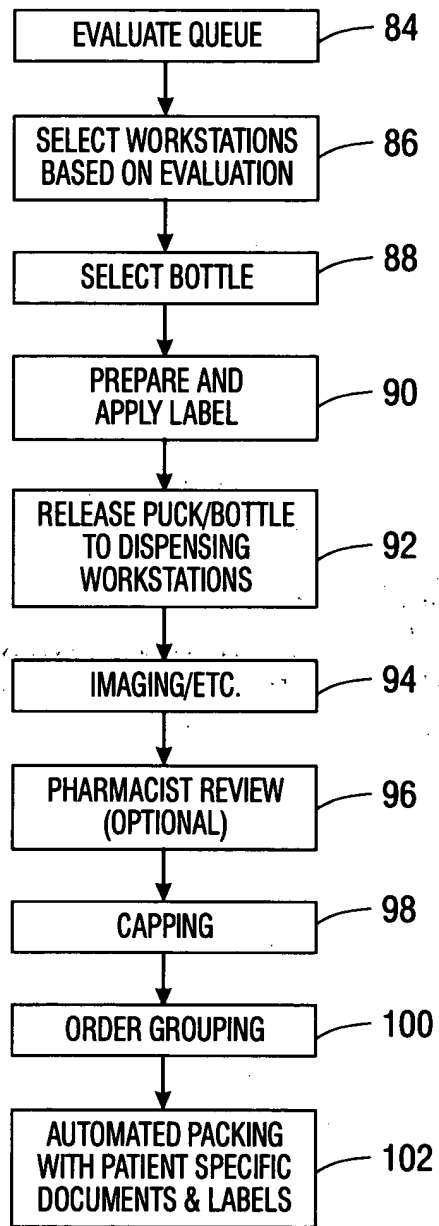 EVALUATE QUEUE
84
SELECT WORKSTATIONS
BASED ON EVALUATION
86
SELECT BOTTLE
88
PREPARE AND
APPLY LABEL
90
RELEASE PUCK/BOTTLE
TO DISPENSING
WORKSTATIONS
92
IMAGING/ETC.
94
PHARMACIST REVIEW
(OPTIONAL)
96
CAPPING
98
ORDER GROUPING
100
AUTOMATED PACKING
WITH PATIENT SPECIFIC
DOCUMENTS & LABELS
102